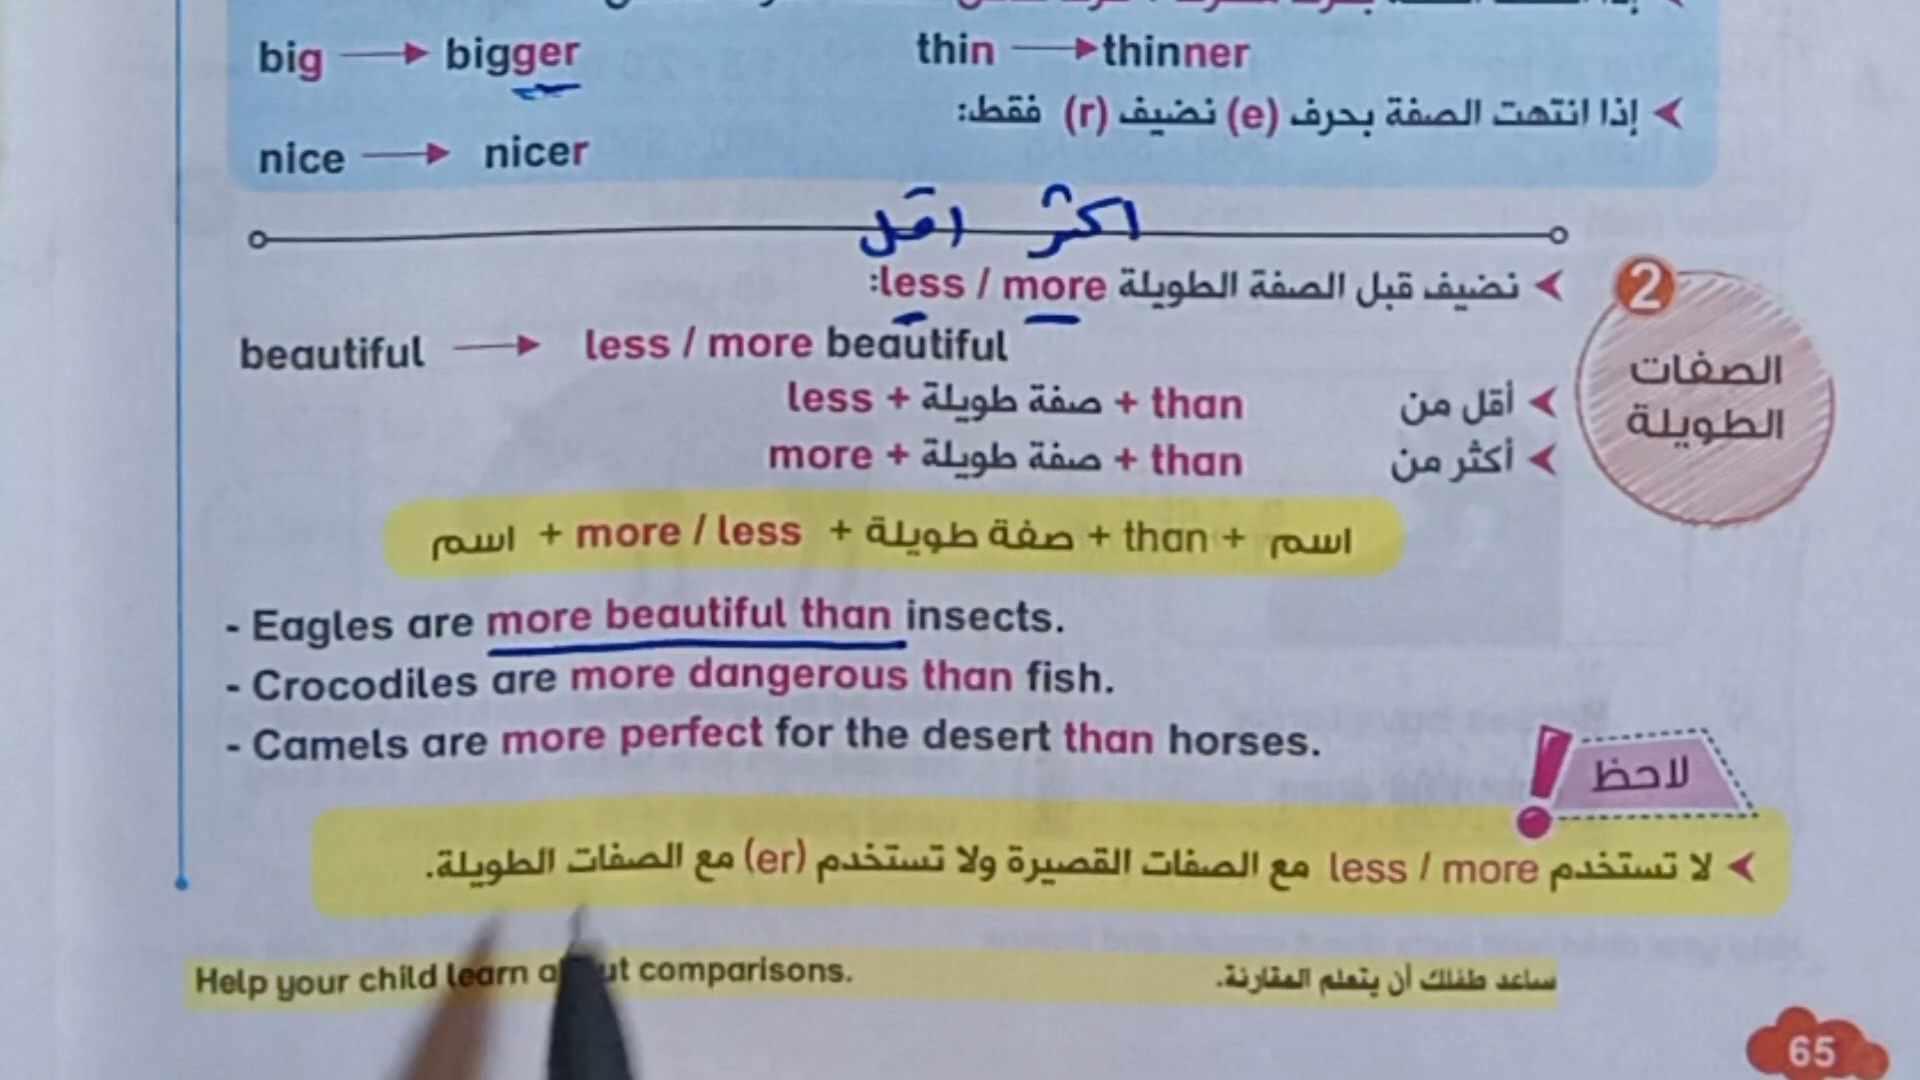 big → bigger thin → thinner
➤ إذا انتهت الصفة بحرف (e) نضيف (r) فقط:
nice → nicer
اكثر اقل
➤ نضيف قبل الصفة الطويلة less / more:
2
الصفات
الطويلة
beautiful → less / more beautiful
➤ أقل من less + صفة طويلة + than
➤ أكثر من more + صفة طويلة + than
اسم + more / less + صفة طويلة + than + اسم
- Eagles are more beautiful than insects.
- Crocodiles are more dangerous than fish.
- Camels are more perfect for the desert than horses.
لاحظ
➤ لا تستخدم less / more مع الصفات القصيرة ولا تستخدم (er) مع الصفات الطويلة.
Help your child learn about comparisons. ساعد طفلك أن يتعلم المقارنة.
65